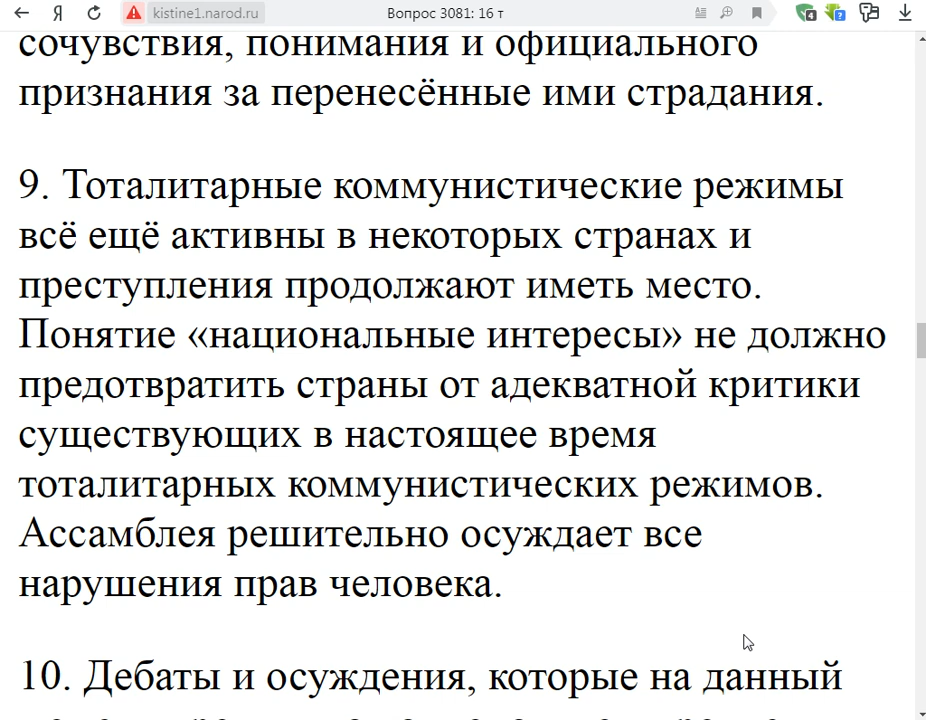 Я
kistine1.narod.ru
Вопрос 3081: 16 т
4
?
сочувствия, понимания и официального
признания за перенесённые ими страдания.
9. Тоталитарные коммунистические режимы
всё ещё активны в некоторых странах и
преступления продолжают иметь место.
Понятие «национальные интересы» не должно
предотвратить страны от адекватной критики
существующих в настоящее время
тоталитарных коммунистических режимов.
Ассамблея решительно осуждает все
нарушения прав человека.
10. Дебаты и осуждения, которые на данный